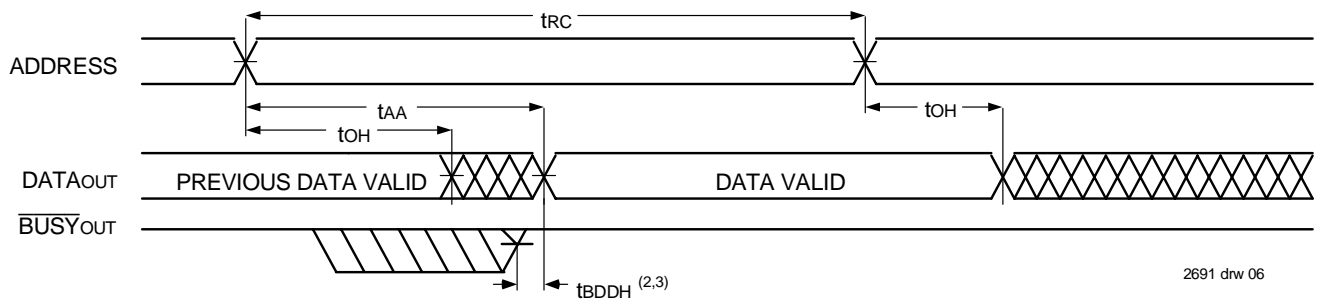 tRC
ADDRESS
tAA
tOH
tOH
DATAOUT
PREVIOUS DATA VALID
DATA VALID
BUSYOUT
tBDDH (2,3)
2691 drw 06